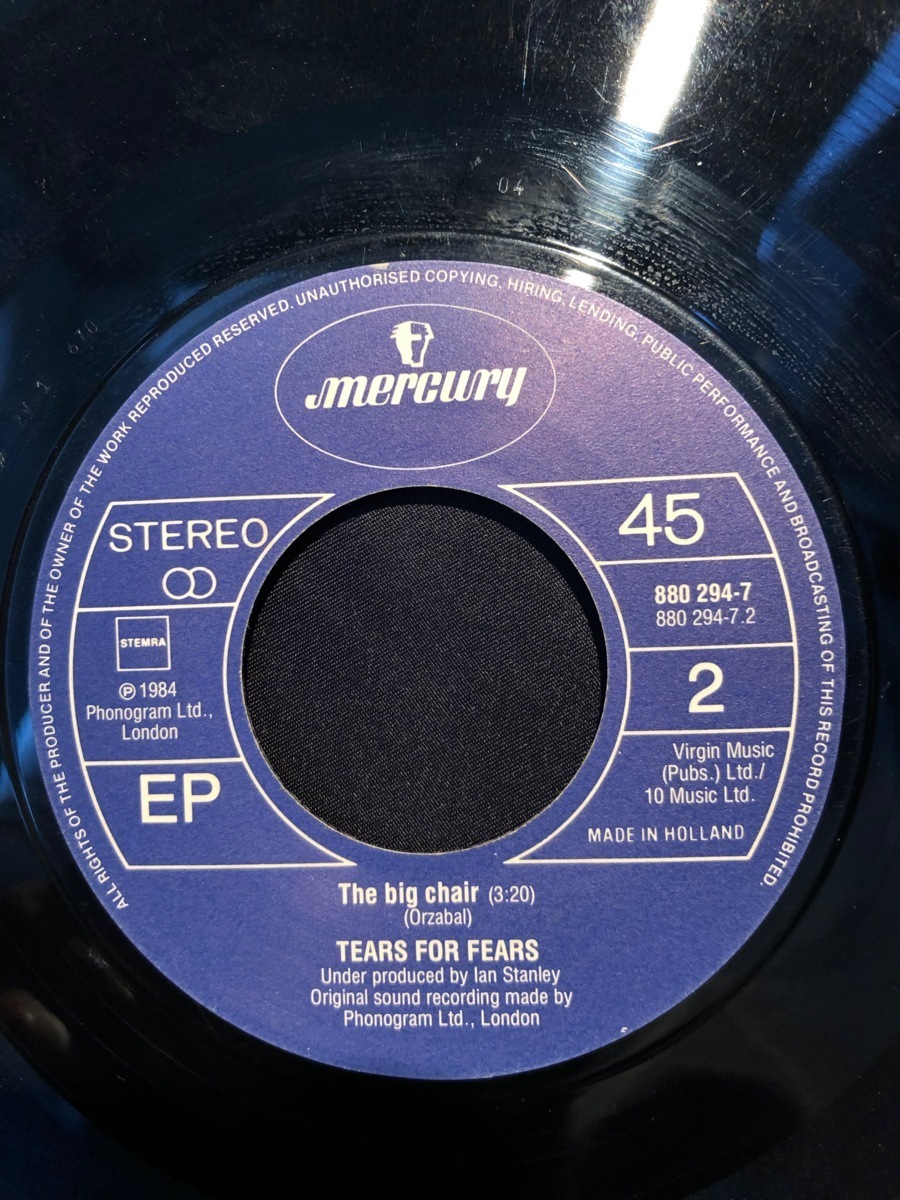 04
ALL RIGHTS OF THE PRODUCER AND OF THE OWNER OF THE WORK REPRODUCED RESERVED. UNAUTHORISED COPYING, HIRING, LENDING, PUBLIC PERFORMANCE AND BROADCASTING OF THIS RECORD PROHIBITED.
mercury
STEREO
STEMRA
℗ 1984
Phonogram Ltd.,
London
EP
45
880 294-7
880 294-7.2
2
Virgin Music
(Pubs.) Ltd./
10 Music Ltd.
MADE IN HOLLAND
The big chair (3:20)
(Orzabal)
TEARS FOR FEARS
Under produced by Ian Stanley
Original sound recording made by
Phonogram Ltd., London